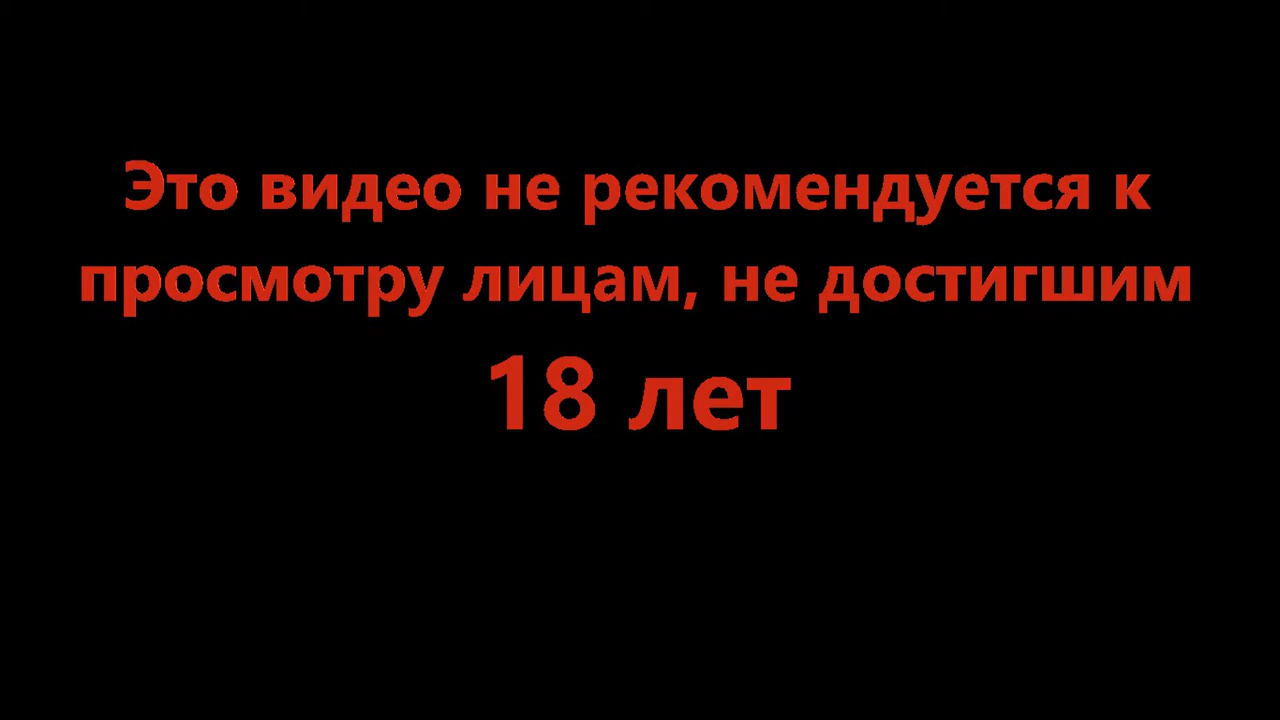 Это видео не рекомендуется к
просмотру лицам, не достигшим
18 лет